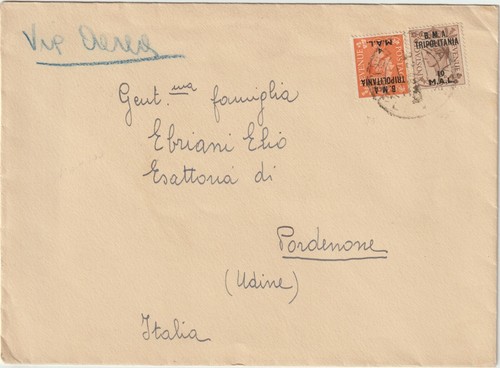 Via Aerea
B. M. A.
TRIPOLITANIA
M.A.L.
B. M. A.
TRIPOLITANIA
10
M.A.L.
Gent.ma famiglia
Ebriani Elio
Esattoria di
Pordenone
(Udine)
Italia